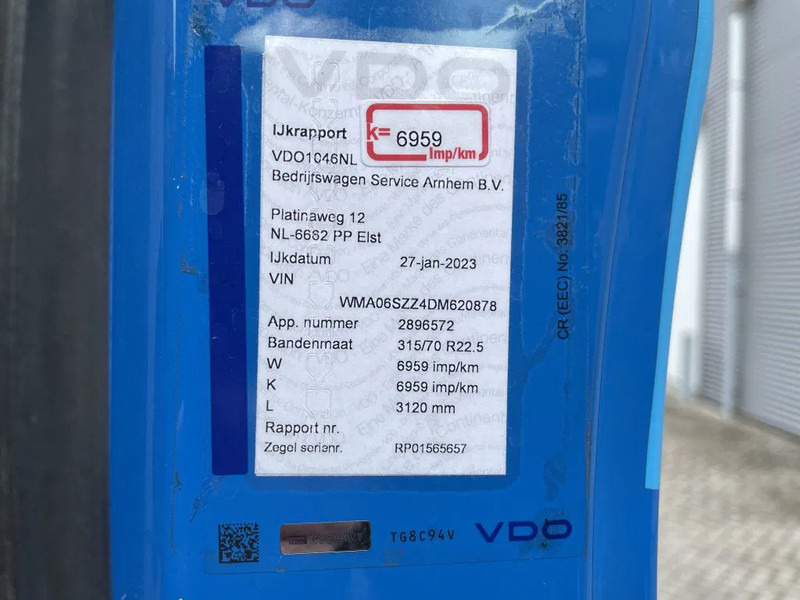 VDO
VDO
IJkrapport
k= 6959 Imp/km
VDO1046NL
Bedrijfswagen Service Arnhem B.V.
Platinaweg 12
NL-6662 PP Elst
IJkdatum 27-jan-2023
VIN
WMA06SZZ4DM620878
App. nummer 2896572
Bandenmaat 315/70 R22.5
W 6959 imp/km
K 6959 imp/km
L 3120 mm
Rapport nr.
Zegel serienr. RP01565657
CR (EEC) No. 3821/85
TG8C94V VDO